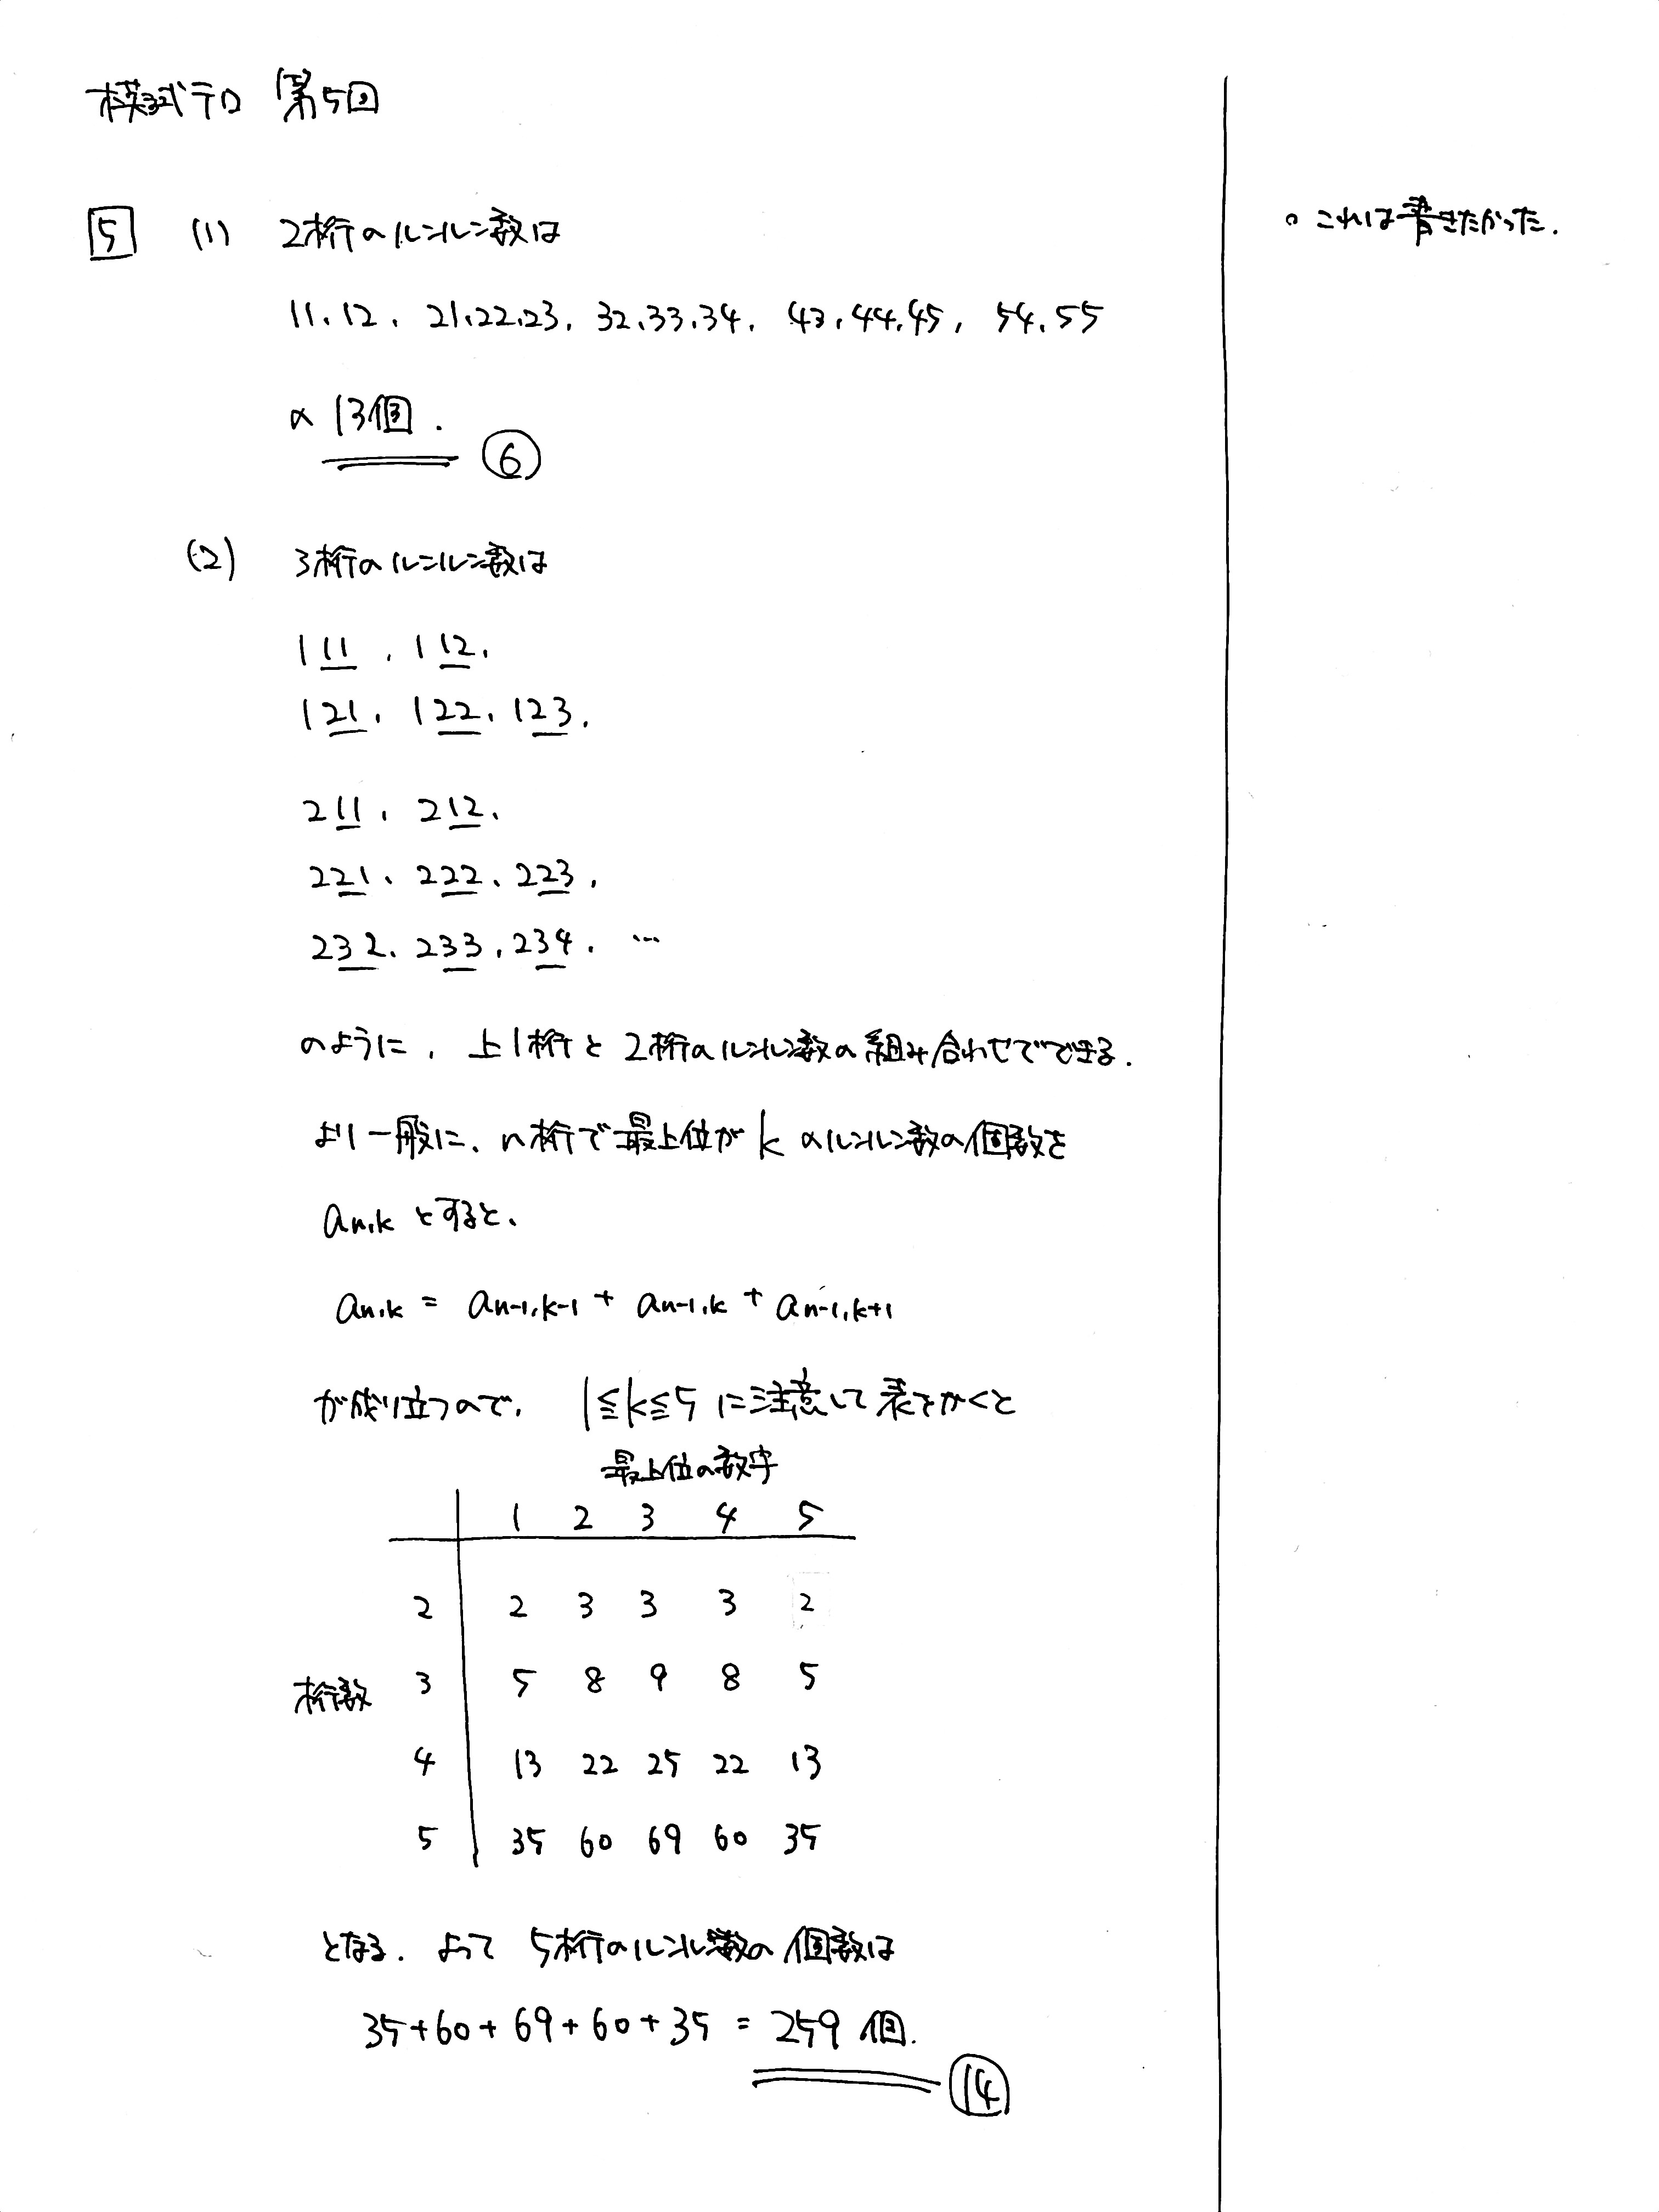 模試テロ 第5回
5 (1) 2桁のルンルン数は
11, 12, 21, 22, 23, 32, 33, 34, 43, 44, 45, 54, 55
の 13個. ⑥
(2) 3桁のルンルン数は
111, 112,
121, 122, 123,
211, 212,
221, 222, 223,
232, 233, 234, …
のように, 上1桁と2桁のルンルン数の組み合わせでできる.
より一般に, n桁で最上位が k のルンルン数の個数を
an,k とすると,
an,k = an-1,k-1 + an-1,k + an-1,k+1
が成り立つので, 1≦k≦5 に注意して表をかくと
最上位の数字
1 2 3 4 5
2 2 3 3 3 2
桁数 3 5 8 9 8 5
4 13 22 25 22 13
5 35 60 69 60 35
となる. よって 5桁のルンルン数の個数は
35+60+69+60+35 = 259 個. ⑭
。これは書きたかった.